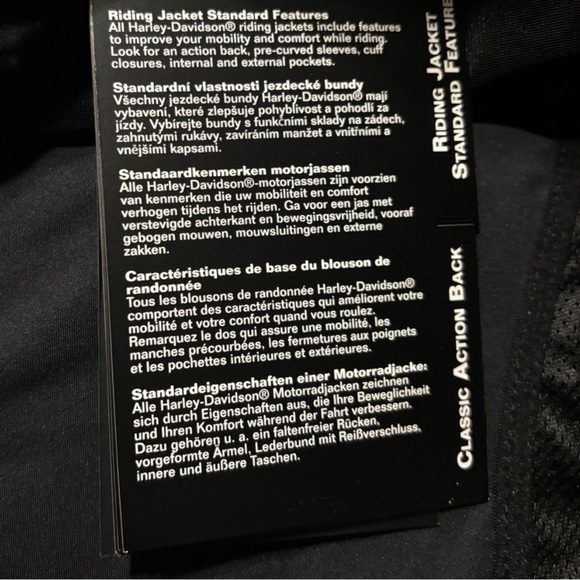 Riding Jacket Standard Features
All Harley-Davidson® riding jackets include features
to improve your mobility and comfort while riding.
Look for an action back, pre-curved sleeves, cuff
closures, internal and external pockets.
Standardní vlastnosti jezdecké bundy
Všechny jezdecké bundy Harley-Davidson® mají
vybavení, které zlepšuje pohyblivost a pohodlí za
jízdy. Vybírejte bundy s funkčními sklady na zádech,
zahnutými rukávy, zavíráním manžet a vnitřními a
vnějšími kapsami.
Standaardkenmerken motorjassen
Alle Harley-Davidson®-motorjassen zijn voorzien
van kenmerken die uw mobiliteit en comfort
verhogen tijdens het rijden. Ga voor een jas met
verstevigde achterkant en bewegingsvrijheid, vooraf
gebogen mouwen, mouwsluitingen en externe
zakken.
Caractéristiques de base du blouson de
randonnée
Tous les blousons de randonnée Harley-Davidson®
comportent des caractéristiques qui améliorent votre
mobilité et votre confort quand vous roulez.
Remarquez le dos qui assure une mobilité, les
manches précourbées, les fermetures aux poignets
et les pochettes intérieures et extérieures.
Standardeigenschaften einer Motorradjacke:
Alle Harley-Davidson® Motorradjacken zeichnen
sich durch Eigenschaften aus, die Ihre Beweglichkeit
und Ihren Komfort während der Fahrt verbessern.
Dazu gehören u. a. ein faltenfreier Rücken,
vorgeformte Ärmel, Lederbund mit Reißverschluss,
innere und äußere Taschen.
RIDING JACKET
STANDARD FEATURE
CLASSIC ACTION BACK